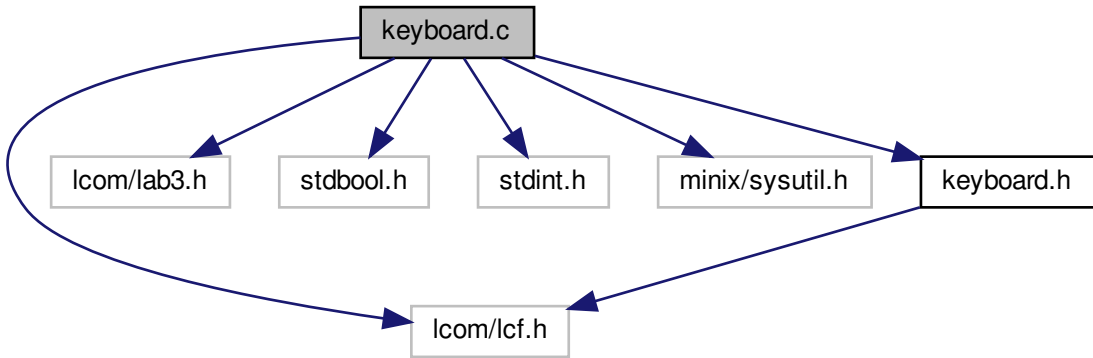 keyboard.c
lcom/lab3.h
stdbool.h
stdint.h
minix/sysutil.h
keyboard.h
lcom/lcf.h